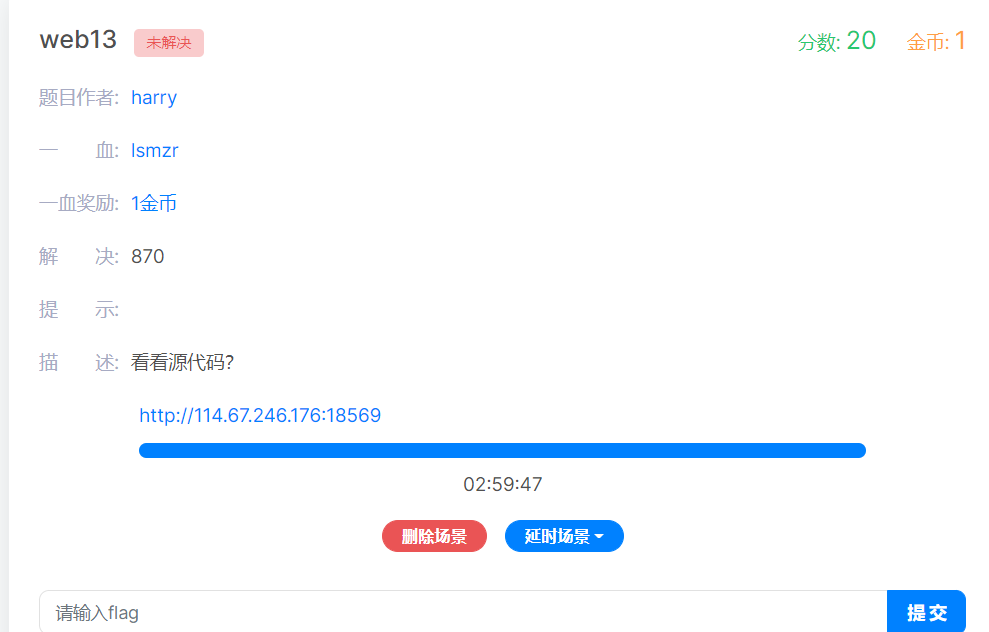 web13 未解决 分数: 20 金币: 1
题目作者: harry
一 血: lsmzr
一血奖励: 1金币
解 决: 870
提 示:
描 述: 看看源代码?
http://114.67.246.176:18569
02:59:47
删除场景 延时场景
请输入flag 提交